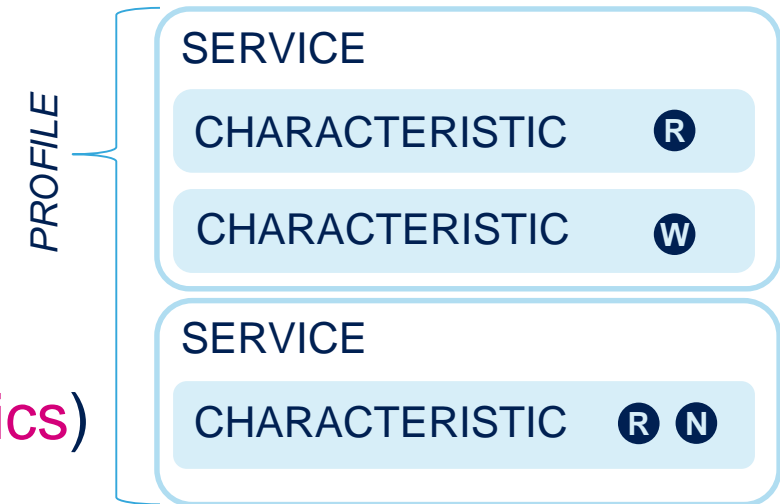 PROFILE
SERVICE
CHARACTERISTIC R
CHARACTERISTIC W
SERVICE
ics) CHARACTERISTIC R N